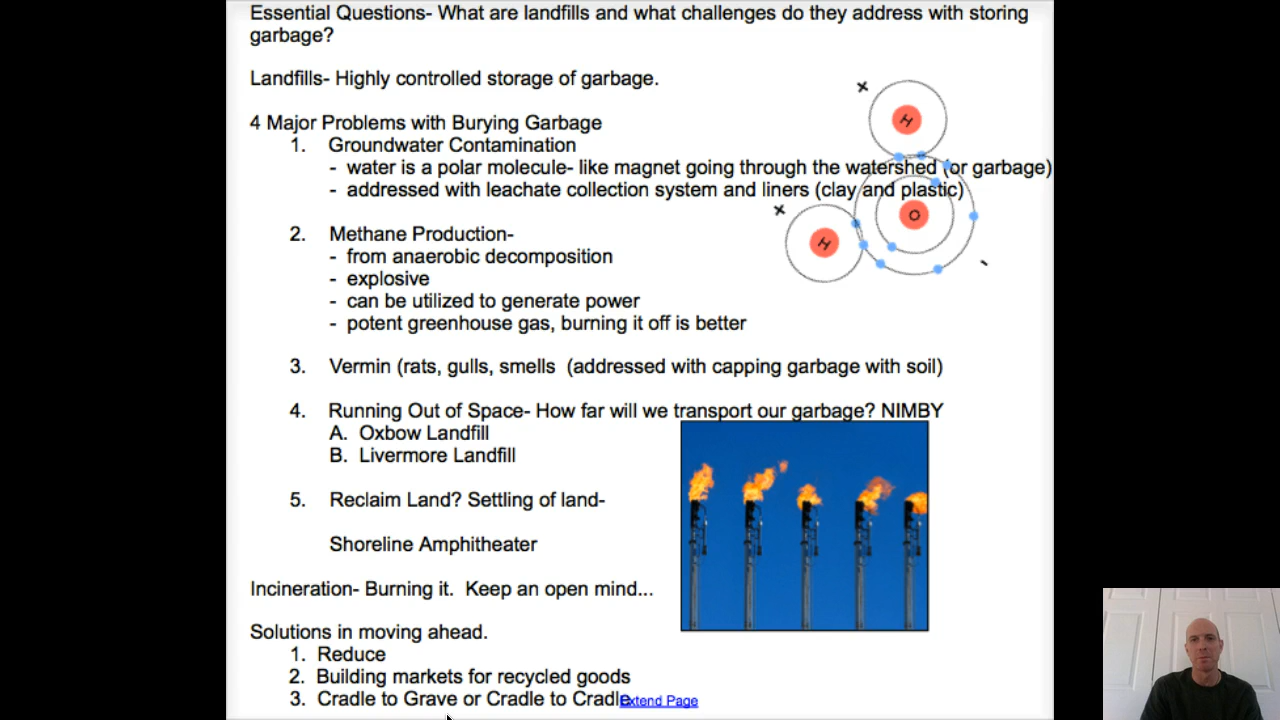 Essential Questions- What are landfills and what challenges do they address with storing
garbage?
Landfills- Highly controlled storage of garbage.
4 Major Problems with Burying Garbage
1. Groundwater Contamination
- water is a polar molecule- like magnet going through the watershed (or garbage)
- addressed with leachate collection system and liners (clay and plastic)
2. Methane Production-
- from anaerobic decomposition
- explosive
- can be utilized to generate power
- potent greenhouse gas, burning it off is better
3. Vermin (rats, gulls, smells (addressed with capping garbage with soil)
4. Running Out of Space- How far will we transport our garbage? NIMBY
A. Oxbow Landfill
B. Livermore Landfill
5. Reclaim Land? Settling of land-
Shoreline Amphitheater
Incineration- Burning it. Keep an open mind...
Solutions in moving ahead.
1. Reduce
2. Building markets for recycled goods
3. Cradle to Grave or Cradle to Cradle
Extend Page
+
H
+
H
O
-